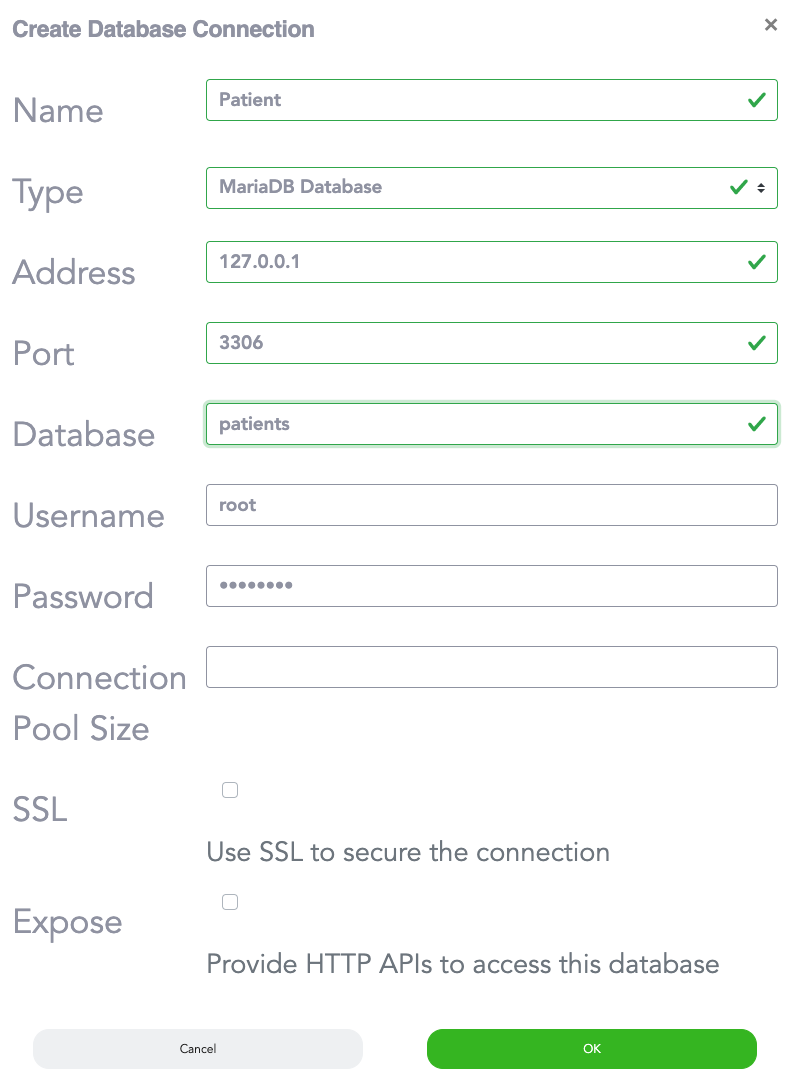 Create Database Connection ×
Name Patient
Type MariaDB Database
Address 127.0.0.1
Port 3306
Database patients
Username root
Password ••••••••
Connection
Pool Size
SSL
Use SSL to secure the connection
Expose
Provide HTTP APIs to access this database
Cancel OK